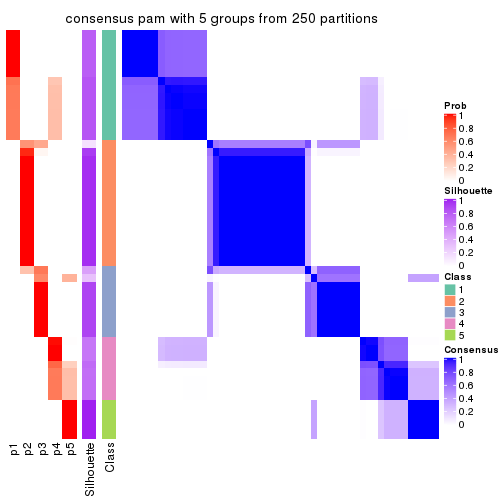 consensus pam with 5 groups from 250 partitions
Prob
1
0.8
0.6
0.4
0.2
0
Silhouette
1
0.8
0.6
0.4
0.2
0
Class
1
2
3
4
5
Consensus
1
0.8
0.6
0.4
0.2
0
p1
p2
p3
p4
p5
Silhouette
Class